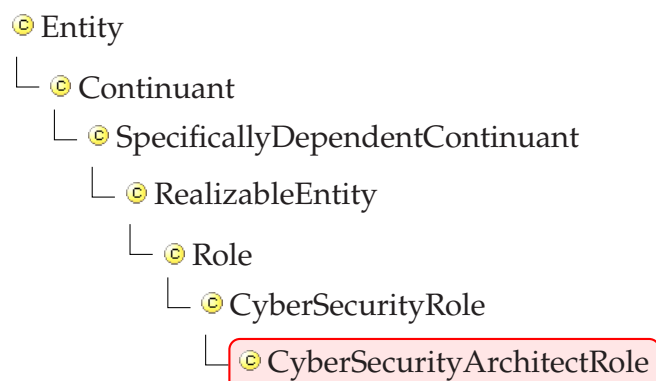 Entity
Continuant
SpecificallyDependentContinuant
RealizableEntity
Role
CyberSecurityRole
CyberSecurityArchitectRole